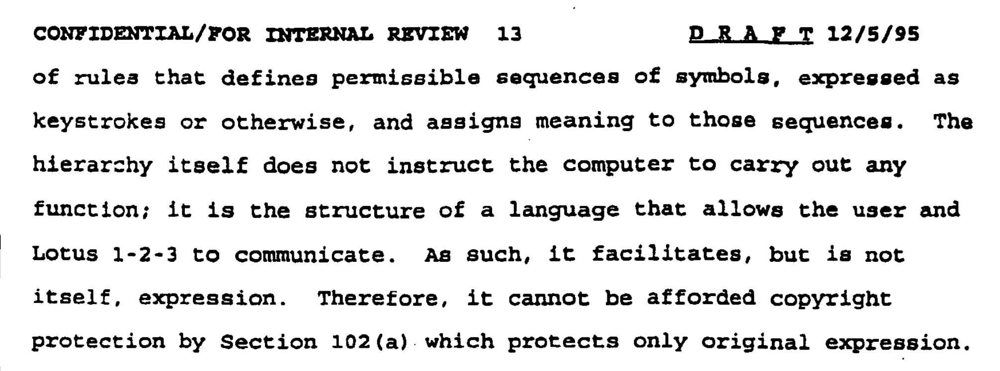 CONFIDENTIAL/FOR INTERNAL REVIEW 13 D R A F T 12/5/95
of rules that defines permissible sequences of symbols, expressed as
keystrokes or otherwise, and assigns meaning to those sequences. The
hierarchy itself does not instruct the computer to carry out any
function; it is the structure of a language that allows the user and
Lotus 1-2-3 to communicate. As such, it facilitates, but is not
itself, expression. Therefore, it cannot be afforded copyright
protection by Section 102(a) which protects only original expression.